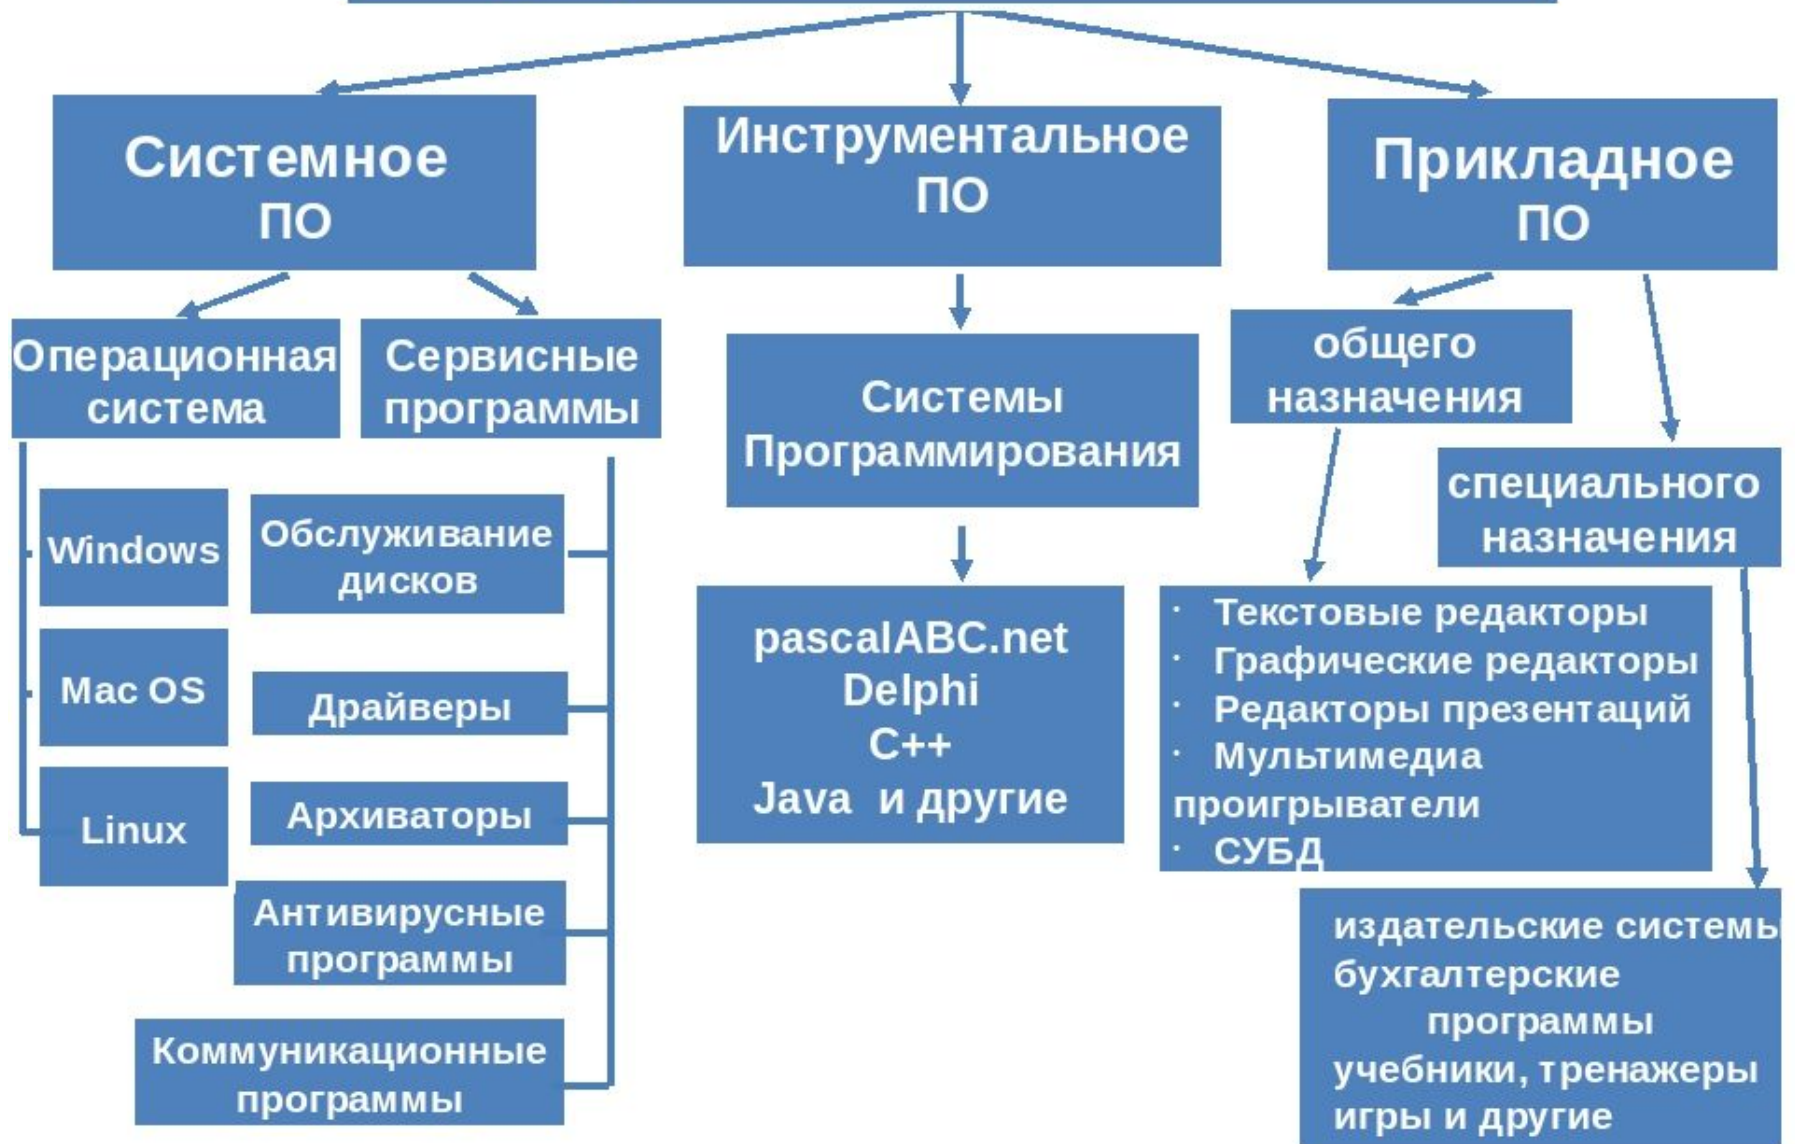 Системное
ПО
Инструментальное
ПО
Прикладное
ПО
Операционная
система
Сервисные
программы
Windows
Mac OS
Linux
Обслуживание
дисков
Драйверы
Архиваторы
Антивирусные
программы
Коммуникационные
программы
Системы
Программирования
pascalABC.net
Delphi
C++
Java и другие
общего
назначения
специального
назначения
· Текстовые редакторы
· Графические редакторы
· Редакторы презентаций
· Мультимедиа
проигрыватели
· СУБД
издательские системы
бухгалтерские
программы
учебники, тренажеры
игры и другие